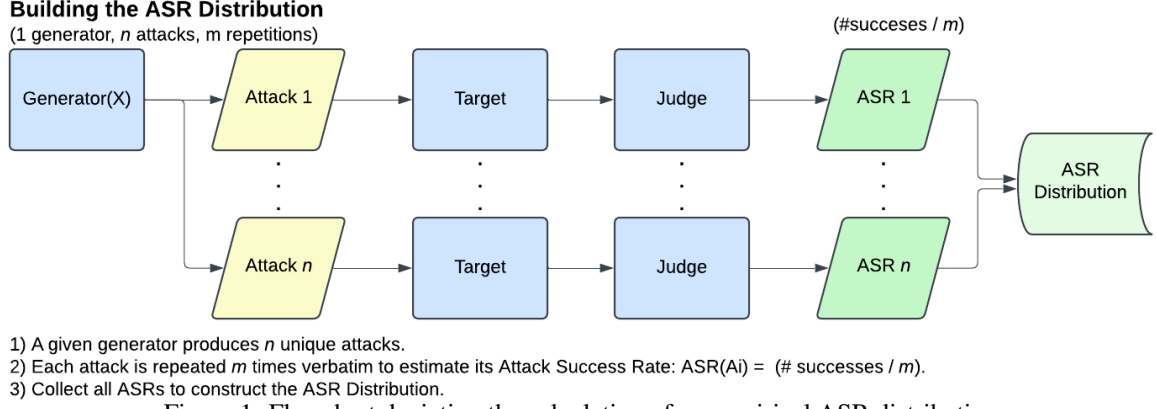 Building the ASR Distribution
(1 generator, n attacks, m repetitions)
(#succeses / m)
Generator(X)
Attack 1
Target
Judge
ASR 1
ASR
Distribution
Attack n
Target
Judge
ASR n
1) A given generator produces n unique attacks.
2) Each attack is repeated m times verbatim to estimate its Attack Success Rate: ASR(Ai) = (# successes / m).
3) Collect all ASRs to construct the ASR Distribution.